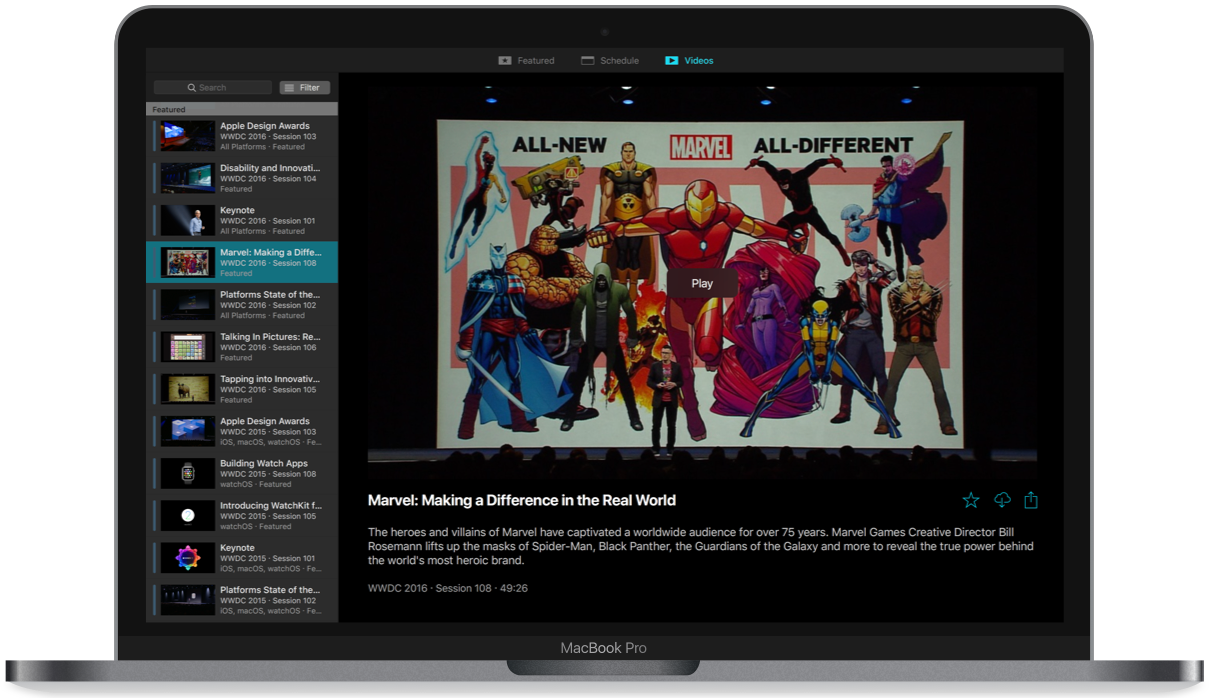 Featured
Schedule
Videos
Search
Filter
Featured
Apple Design Awards
WWDC 2016 · Session 103
All Platforms · Featured
Disability and Innovati...
WWDC 2016 · Session 104
Featured
Keynote
WWDC 2016 · Session 101
All Platforms · Featured
Marvel: Making a Diffe...
WWDC 2016 · Session 108
Featured
Platforms State of the...
WWDC 2016 · Session 102
All Platforms · Featured
Talking In Pictures: Re...
WWDC 2016 · Session 106
Featured
Tapping into Innovativ...
WWDC 2016 · Session 105
Featured
Apple Design Awards
WWDC 2015 · Session 103
iOS, macOS, watchOS · Fe...
Building Watch Apps
WWDC 2015 · Session 108
watchOS · Featured
Introducing WatchKit f...
WWDC 2015 · Session 105
watchOS · Featured
Keynote
WWDC 2015 · Session 101
iOS, macOS, watchOS · Fe...
Platforms State of the...
WWDC 2015 · Session 102
iOS, macOS, watchOS · Fe...
ALL-NEW MARVEL ALL-DIFFERENT
Play
Marvel: Making a Difference in the Real World
The heroes and villains of Marvel have captivated a worldwide audience for over 75 years. Marvel Games Creative Director Bill
Rosemann lifts up the masks of Spider-Man, Black Panther, the Guardians of the Galaxy and more to reveal the true power behind
the world's most heroic brand.
WWDC 2016 · Session 108 · 49:26
MacBook Pro